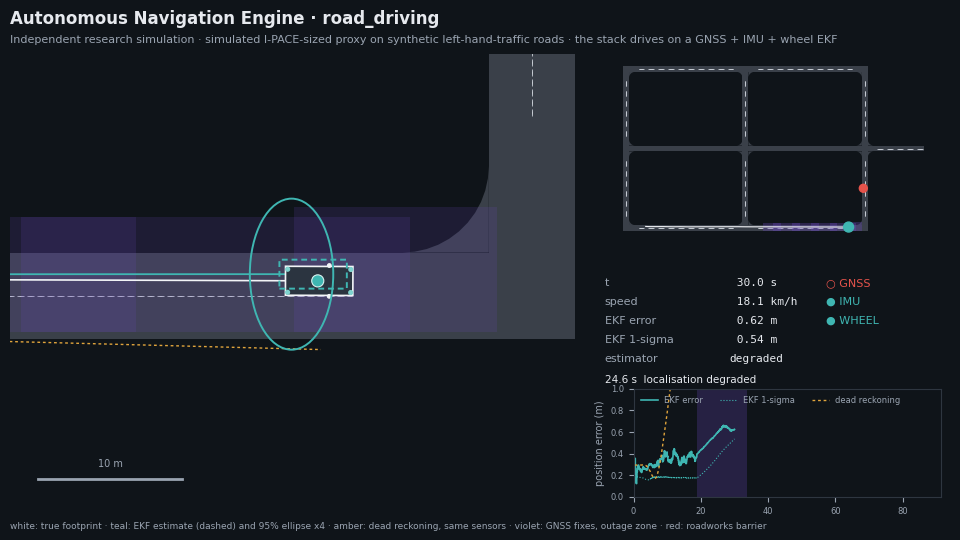 Autonomous Navigation Engine · road_driving
Independent research simulation · simulated I-PACE-sized proxy on synthetic left-hand-traffic roads · the stack drives on a GNSS + IMU + wheel EKF
10 m
t 30.0 s ○ GNSS
speed 18.1 km/h ● IMU
EKF error 0.62 m ● WHEEL
EKF 1-sigma 0.54 m
estimator degraded
24.6 s localisation degraded
EKF error EKF 1-sigma dead reckoning
position error (m)
1.0
0.8
0.6
0.4
0.2
0.0
0 20 40 60 80
white: true footprint · teal: EKF estimate (dashed) and 95% ellipse x4 · amber: dead reckoning, same sensors · violet: GNSS fixes, outage zone · red: roadworks barrier